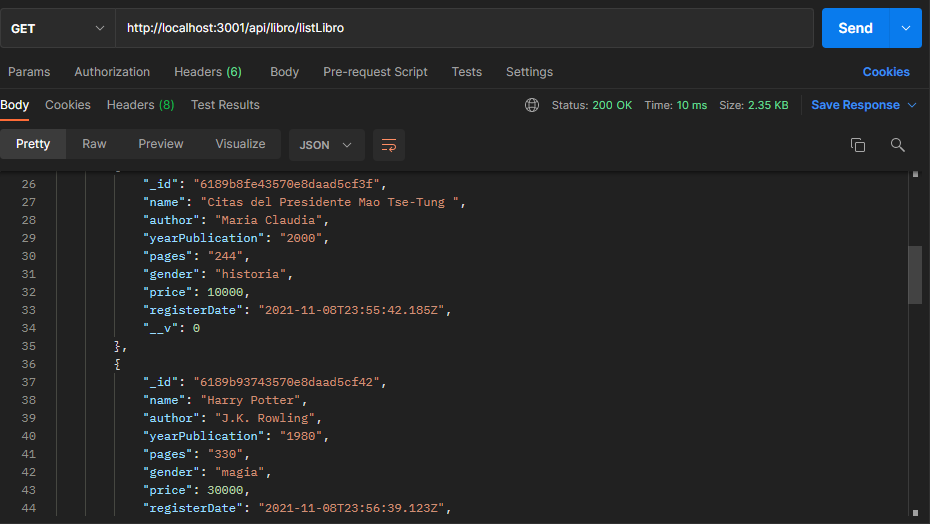 GET http://localhost:3001/api/libro/listLibro Send
Params Authorization Headers (6) Body Pre-request Script Tests Settings Cookies
Body Cookies Headers (8) Test Results Status: 200 OK Time: 10 ms Size: 2.35 KB Save Response
Pretty Raw Preview Visualize JSON
26 "_id": "6189b8fe43570e8daad5cf3f",
27 "name": "Citas del Presidente Mao Tse-Tung ",
28 "author": "Maria Claudia",
29 "yearPublication": "2000",
30 "pages": "244",
31 "gender": "historia",
32 "price": 10000,
33 "registerDate": "2021-11-08T23:55:42.185Z",
34 "__v": 0
35 },
36 {
37 "_id": "6189b93743570e8daad5cf42",
38 "name": "Harry Potter",
39 "author": "J.K. Rowling",
40 "yearPublication": "1980",
41 "pages": "330",
42 "gender": "magia",
43 "price": 30000,
44 "registerDate": "2021-11-08T23:56:39.123Z",